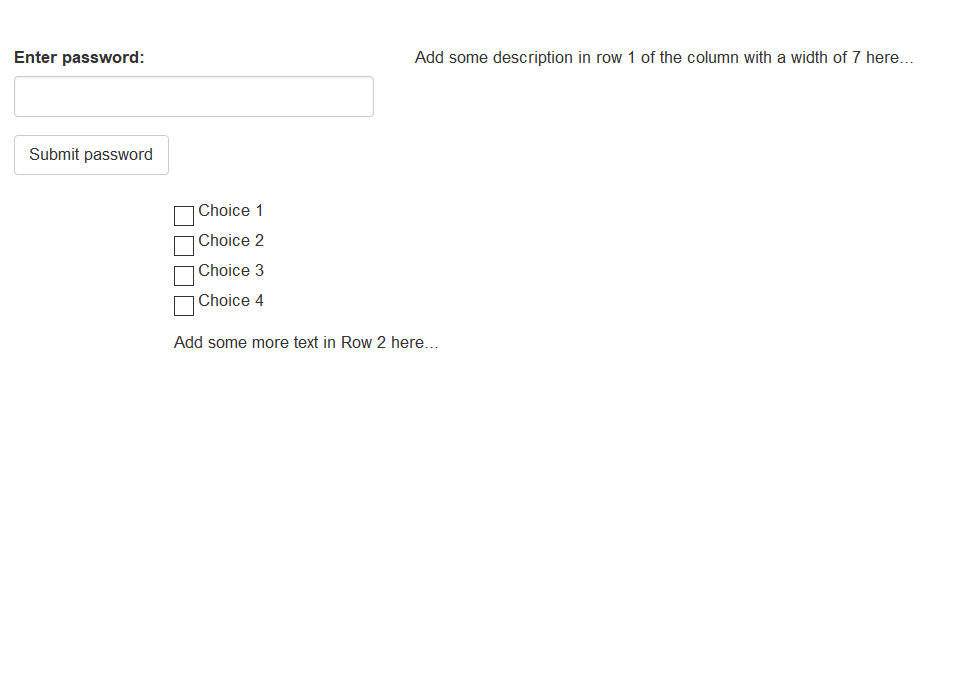 Enter password:
Add some description in row 1 of the column with a width of 7 here...
Submit password
Choice 1
Choice 2
Choice 3
Choice 4
Add some more text in Row 2 here...